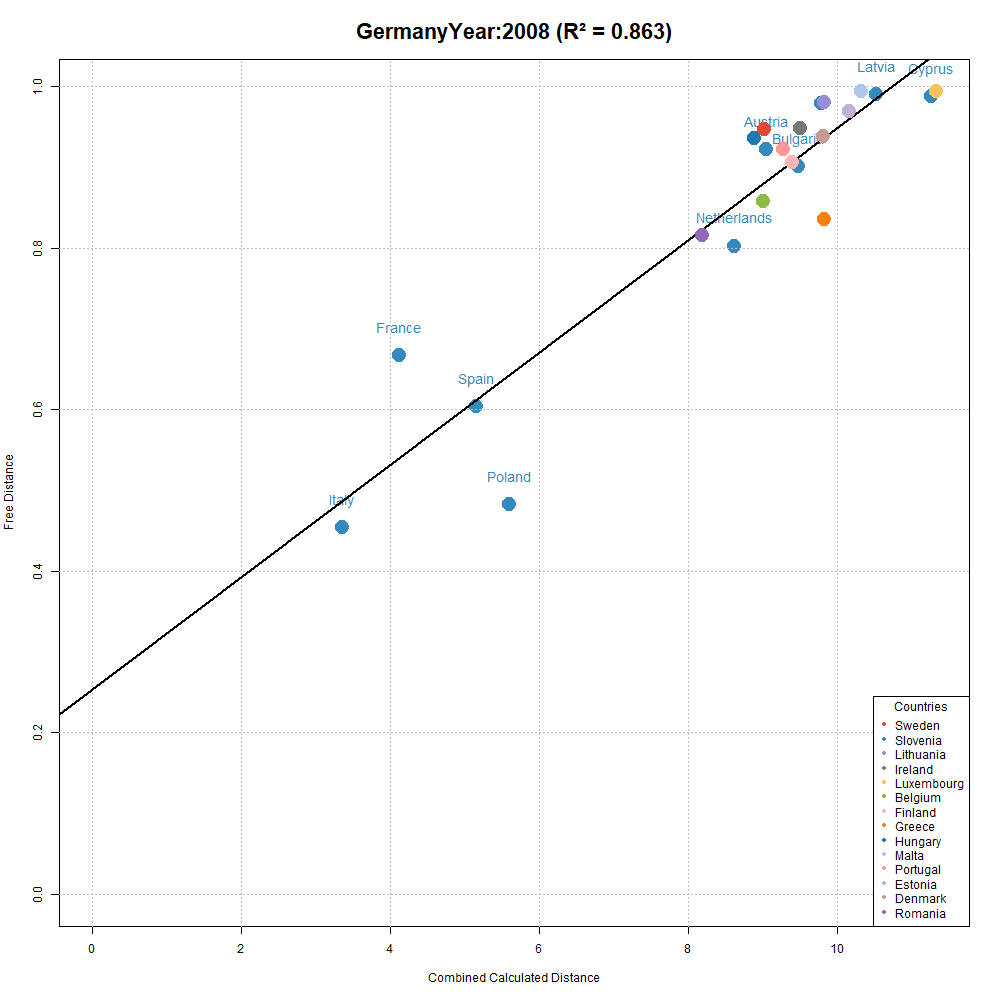 GermanyYear:2008 (R² = 0.863)
Latvia
Cyprus
Austria
Bulgaria
Netherlands
France
Spain
Poland
Italy
Free Distance
1.0
0.8
0.6
0.4
0.2
0.0
Countries
Sweden
Slovenia
Lithuania
Ireland
Luxembourg
Belgium
Finland
Greece
Hungary
Malta
Portugal
Estonia
Denmark
Romania
0 2 4 6 8 10
Combined Calculated Distance